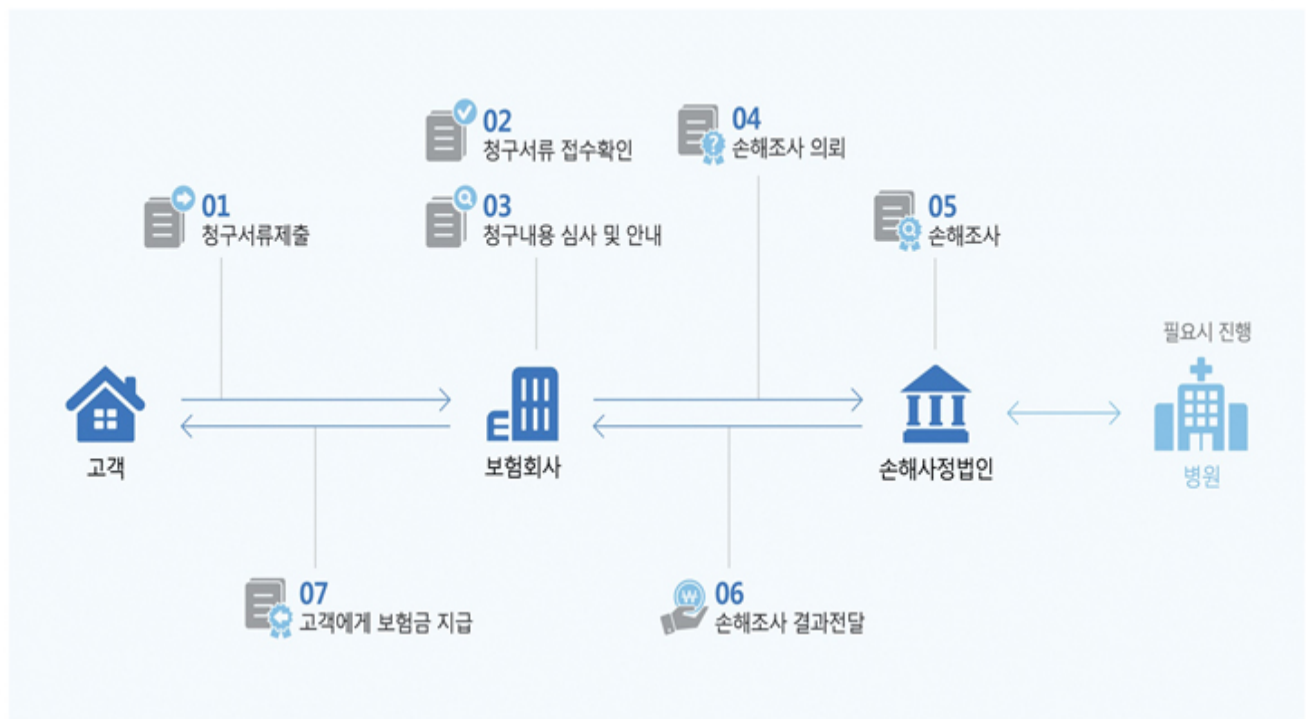 01
청구서류제출
02
청구서류 접수확인
03
청구내용 심사 및 안내
04
손해조사 의뢰
05
손해조사
필요시 진행
고객
보험회사
손해사정법인
병원
07
고객에게 보험금 지급
₩
06
손해조사 결과전달